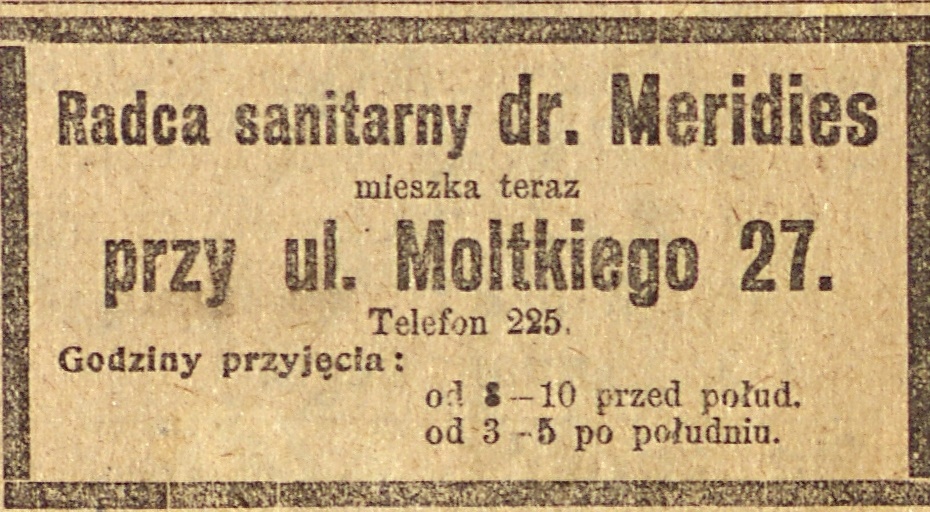 Radca sanitarny dr. Meridies
mieszka teraz
przy ul. Moltkiego 27.
Telefon 225.
Godziny przyjęcia:
od 8—10 przed połud.
od 3—5 po południu.